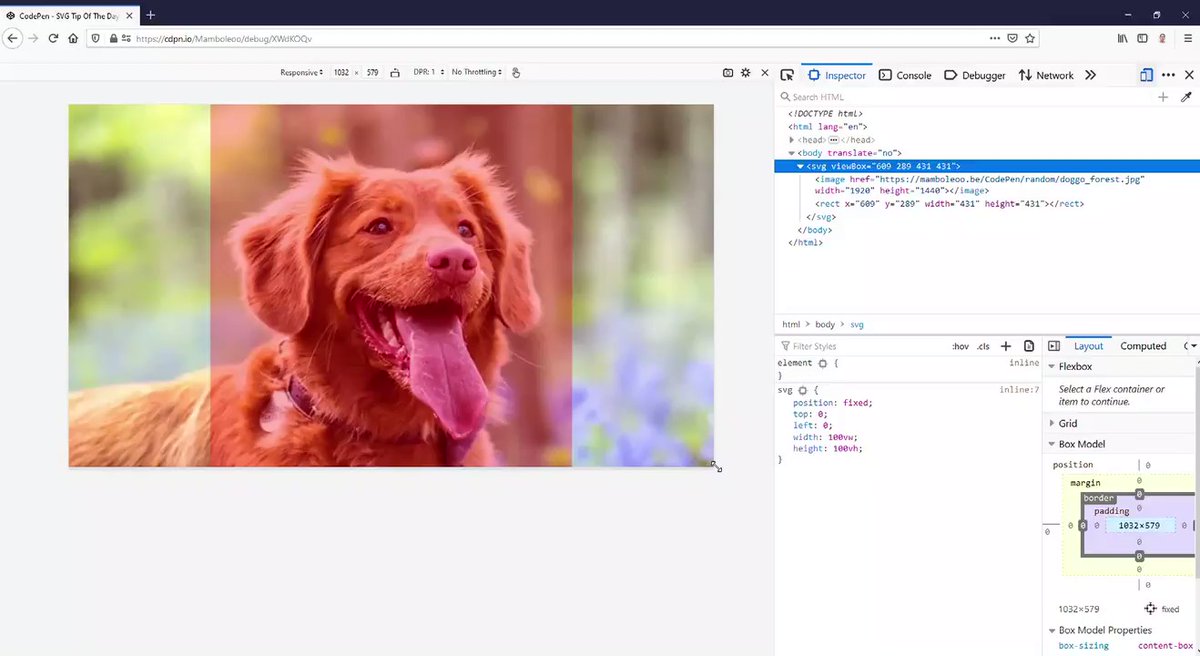 CodePen - SVG Tip Of The Day
https://cdpn.io/Mamboleoo/debug/XWdKOQv
Responsive 1032 × 579 DPR: 1 No Throttling
Inspector Console Debugger Network
Search HTML
<!DOCTYPE html>
<html lang="en">
<head> ••• </head>
<body translate="no">
<svg viewBox="609 289 431 431">
<image href="https://mamboleoo.be/CodePen/random/doggo_forest.jpg"
width="1920" height="1440"></image>
<rect x="609" y="289" width="431" height="431"></rect>
</svg>
</body>
</html>
html > body > svg
Filter Styles :hov .cls +
Layout Computed
element { inline
}
svg { inline:7
position: fixed;
top: 0;
left: 0;
width: 100vw;
height: 100vh;
}
Flexbox
Select a Flex container or
item to continue.
Grid
Box Model
position 0
margin 0
border 0
padding 0
0 0 0 0 1032×579 0 0
0
0
0
0
1032×579 fixed
Box Model Properties
box-sizing content-box